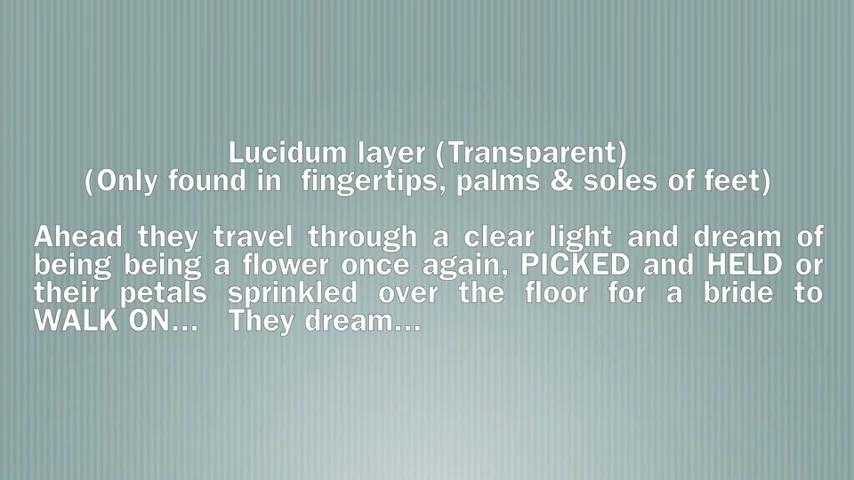 Lucidum layer (Transparent)
(Only found in  fingertips, palms & soles of feet)
Ahead they travel through a clear light and dream of
being being a flower once again, PICKED and HELD or
their petals sprinkled over the floor for a bride to
WALK ON...   They dream...